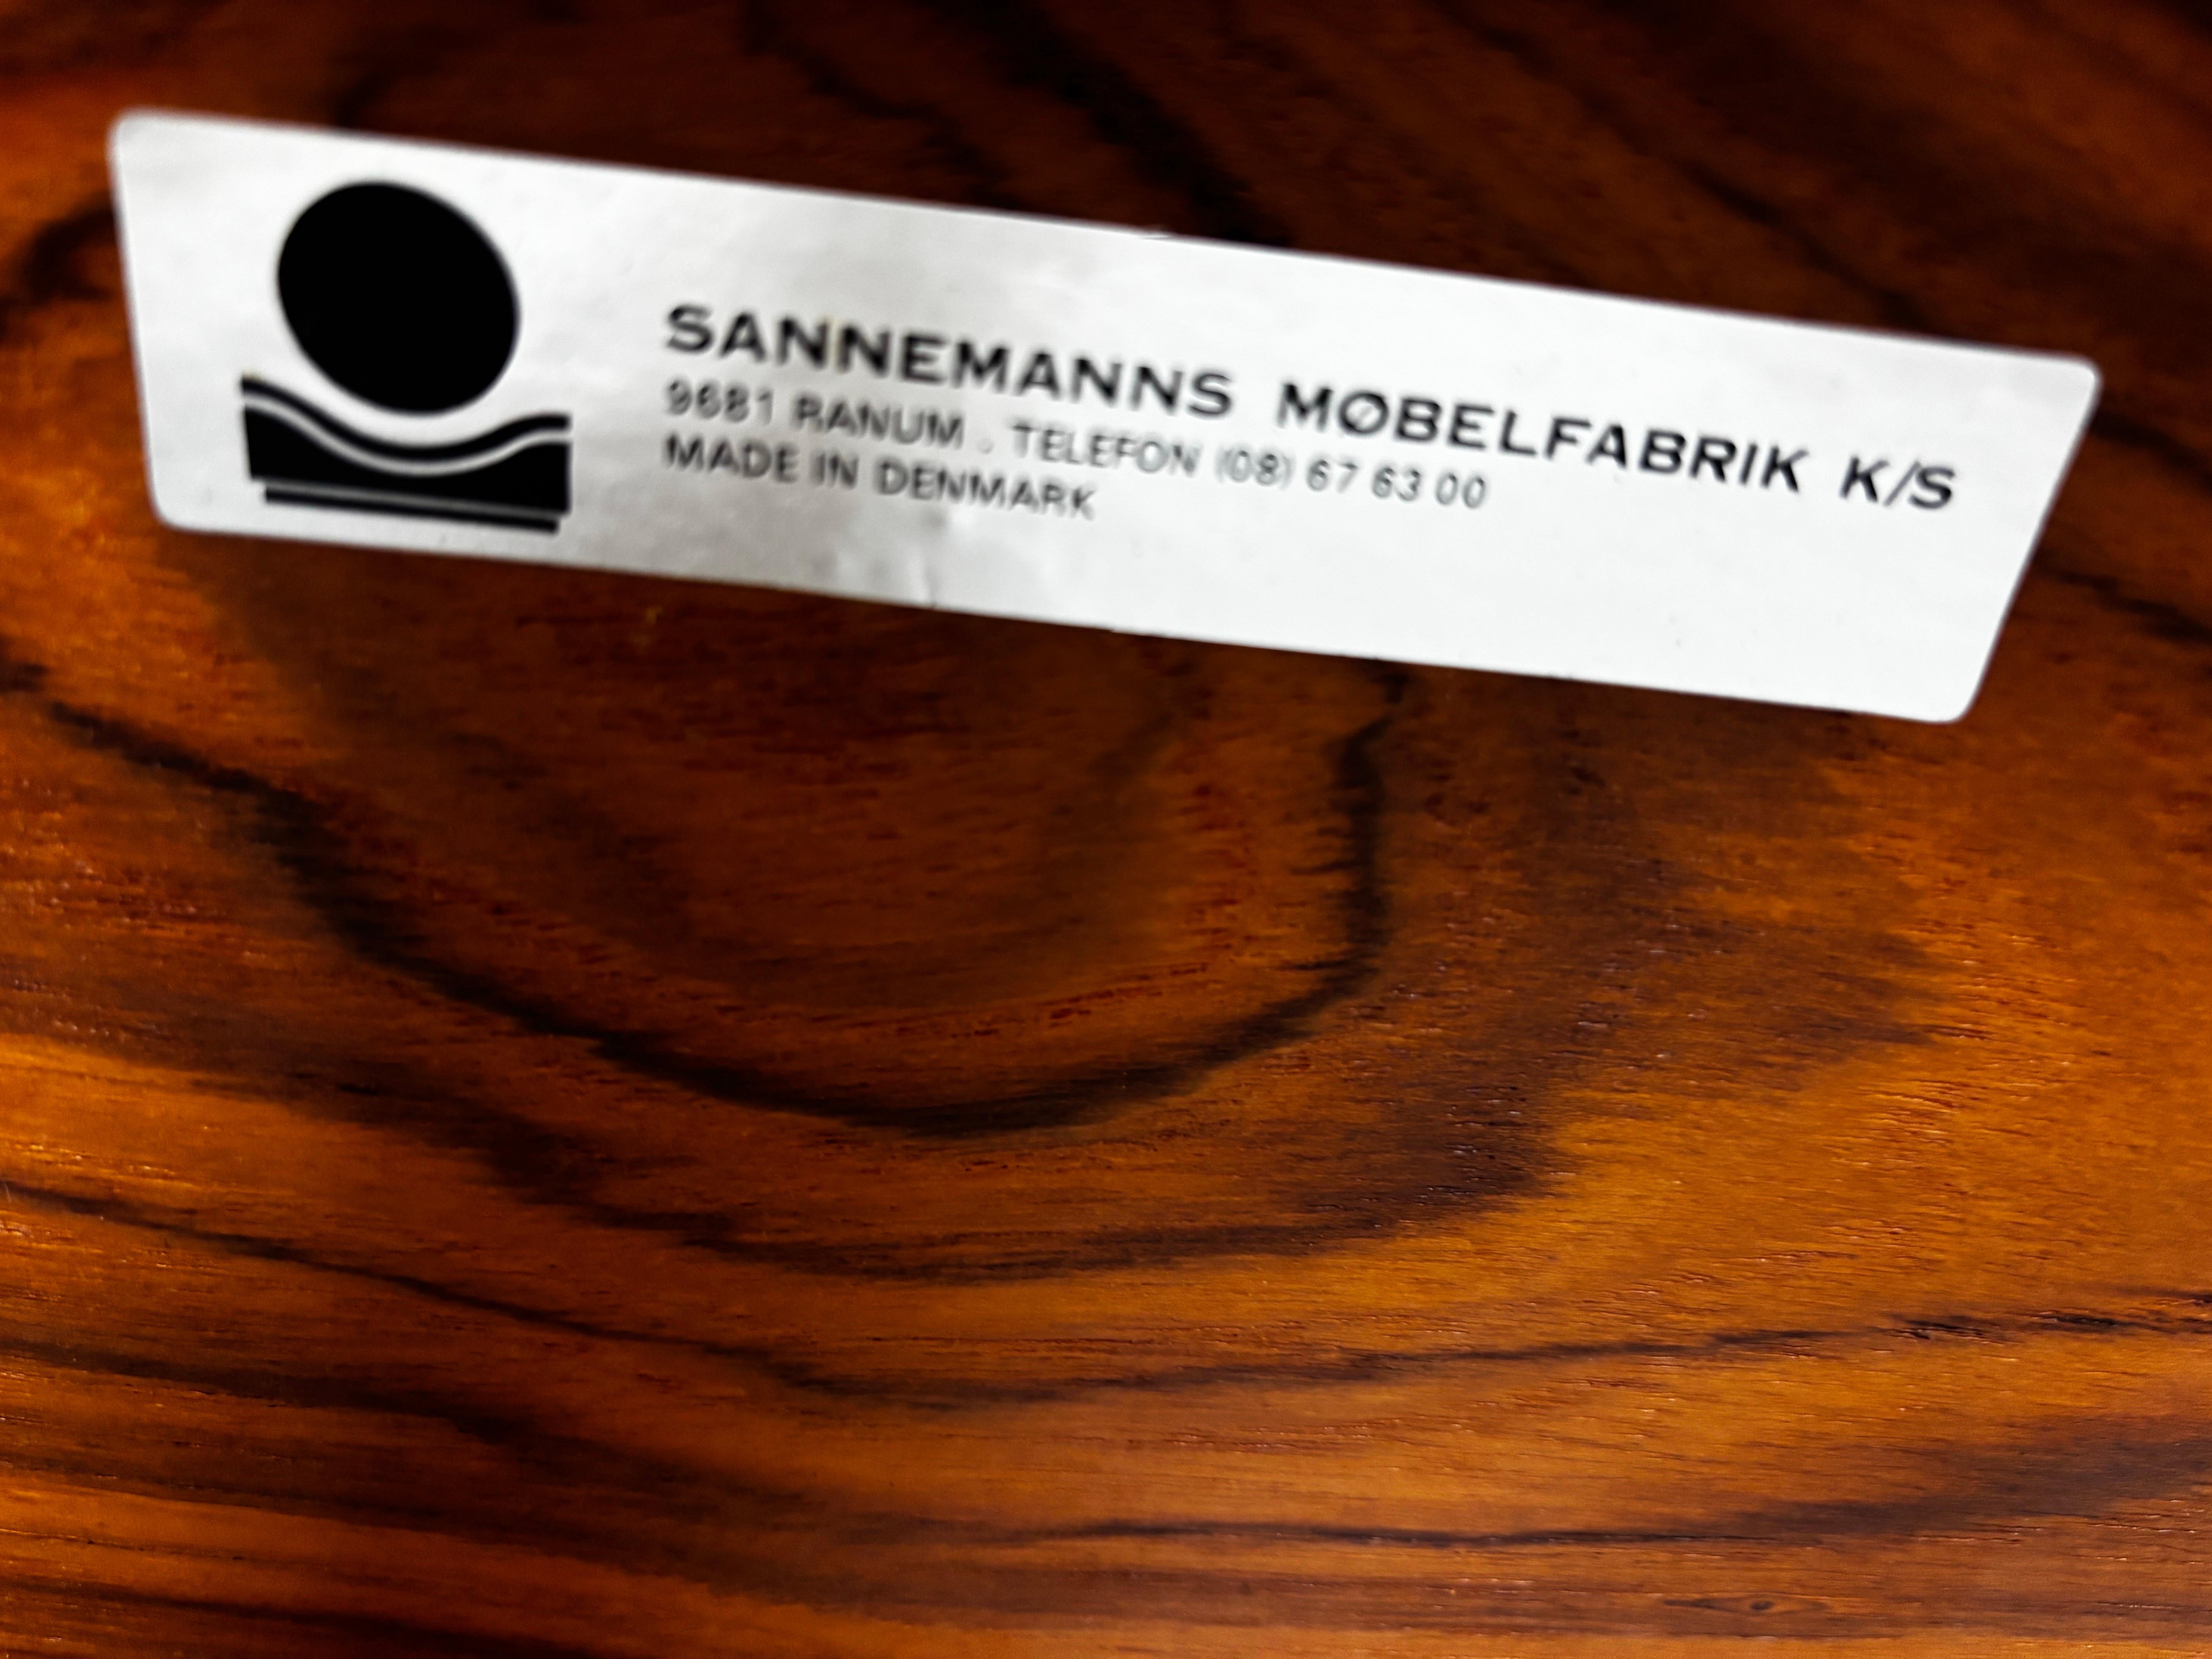 SANNEMANNS MØBELFABRIK K/S
9681 RANUM . TELEFON (08) 67 63 00
MADE IN DENMARK